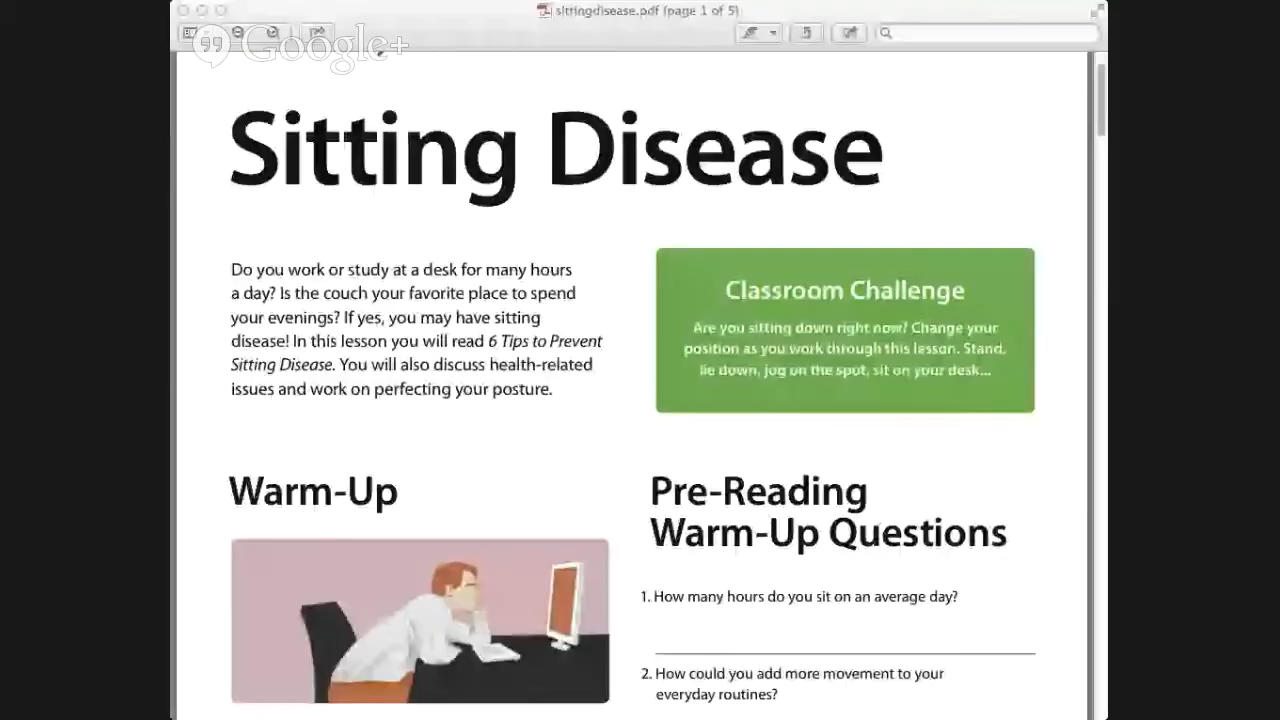 sittingdisease.pdf (page 1 of 5)
Google+
Sitting Disease
Do you work or study at a desk for many hours
a day? Is the couch your favorite place to spend
your evenings? If yes, you may have sitting
disease! In this lesson you will read 6 Tips to Prevent
Sitting Disease. You will also discuss health-related
issues and work on perfecting your posture.
Classroom Challenge
Are you sitting down right now? Change your
position as you work through this lesson. Stand,
lie down, jog on the spot, sit on your desk...
Warm-Up
Pre-Reading
Warm-Up Questions
1. How many hours do you sit on an average day?
2. How could you add more movement to your
everyday routines?